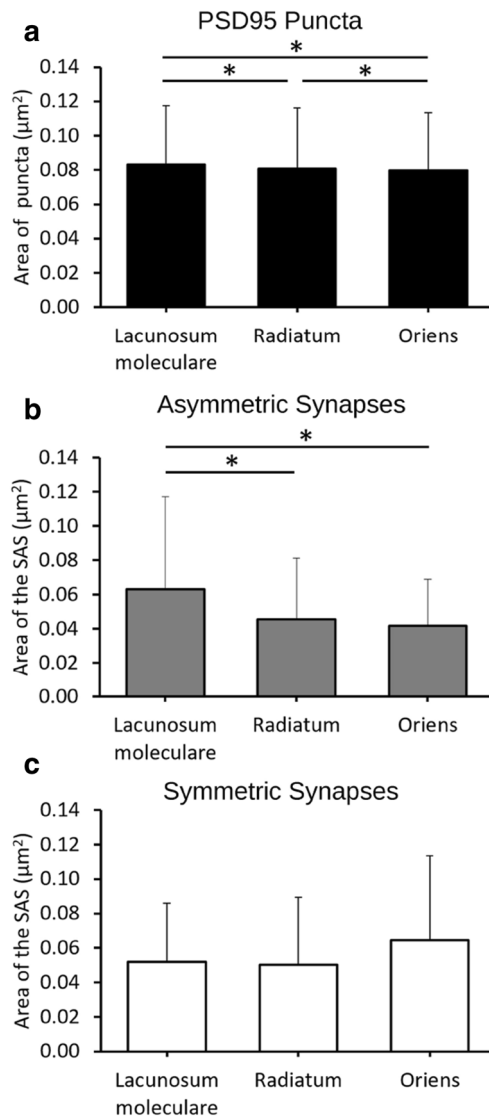 a
PSD95 Puncta
*
* *
Area of puncta (µm²)
0.14
0.12
0.10
0.08
0.06
0.04
0.02
0.00
Lacunosum
moleculare
Radiatum
Oriens
b
Asymmetric Synapses
*
*
Area of the SAS (µm²)
0.14
0.12
0.10
0.08
0.06
0.04
0.02
0.00
Lacunosum
moleculare
Radiatum
Oriens
c
Symmetric Synapses
Area of the SAS (µm²)
0.14
0.12
0.10
0.08
0.06
0.04
0.02
0.00
Lacunosum
moleculare
Radiatum
Oriens